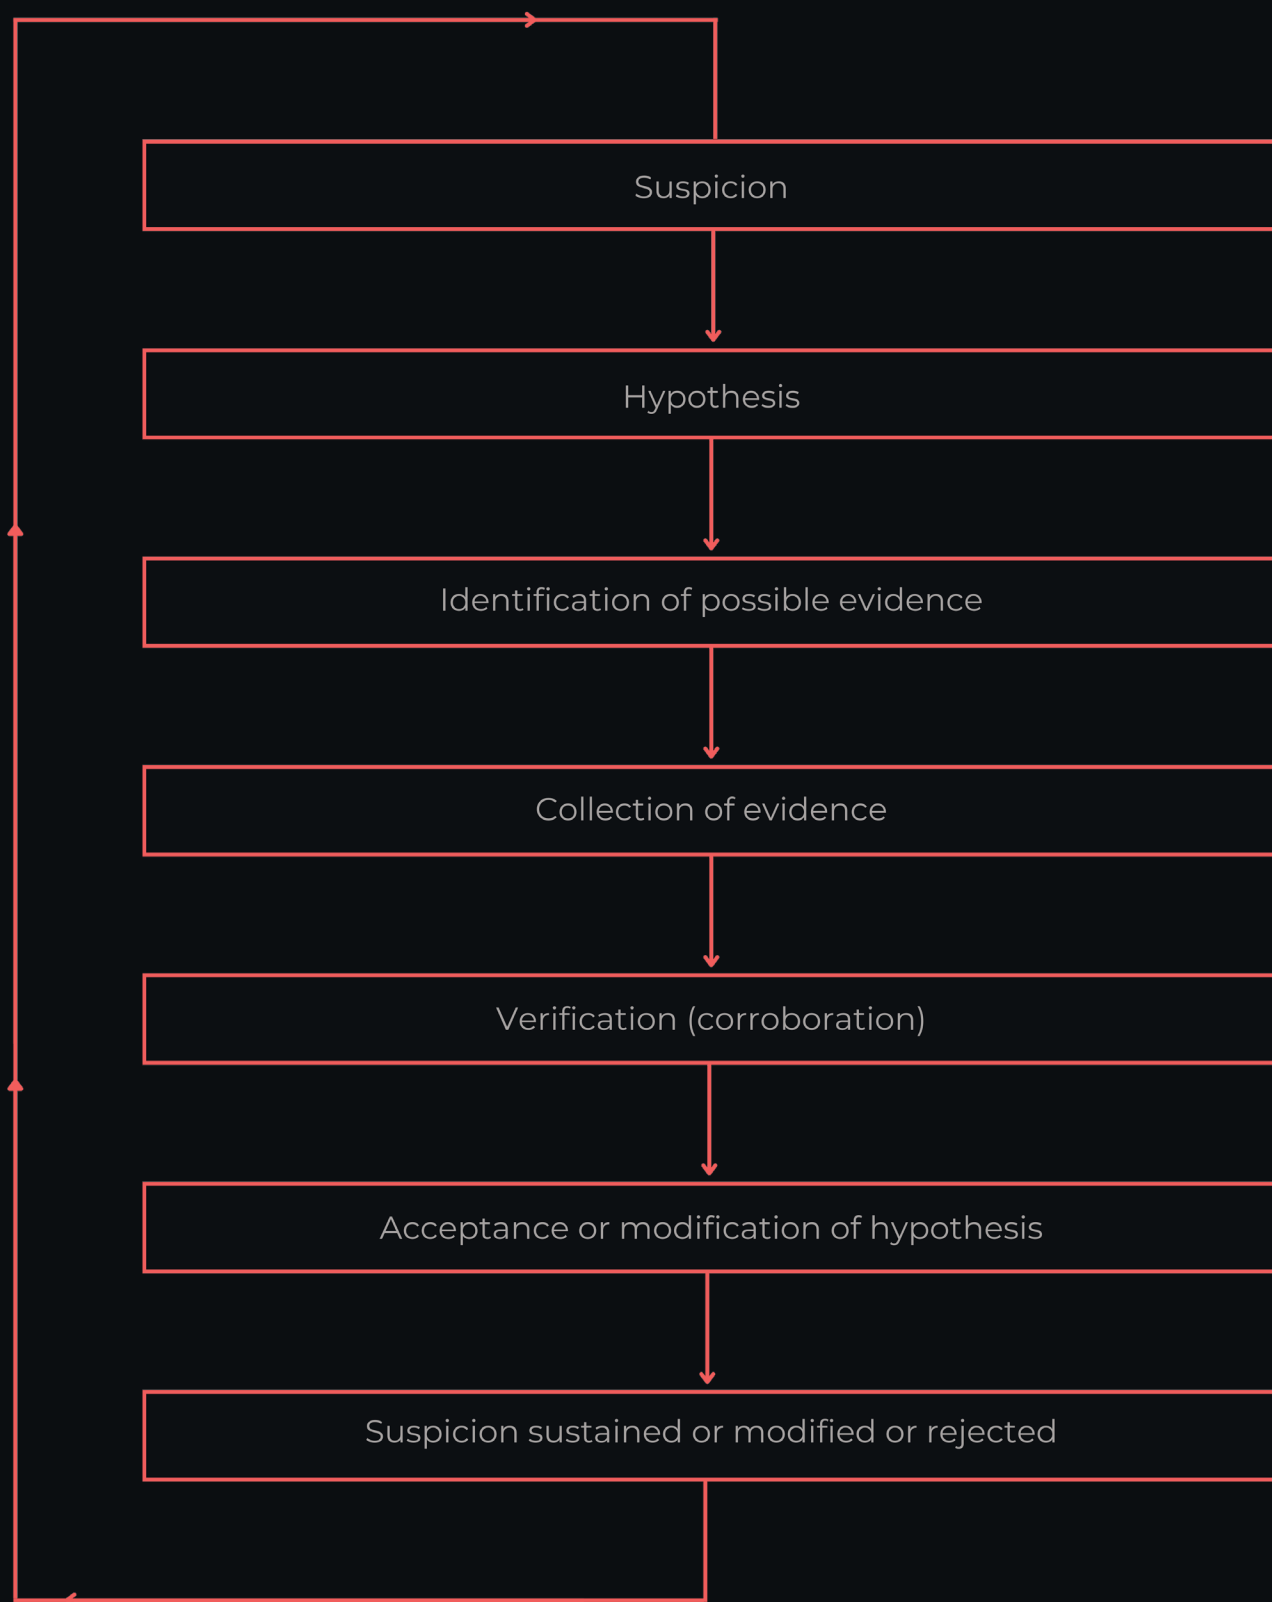 Suspicion
Hypothesis
Identification of possible evidence
Collection of evidence
Verification (corroboration)
Acceptance or modification of hypothesis
Suspicion sustained or modified or rejected